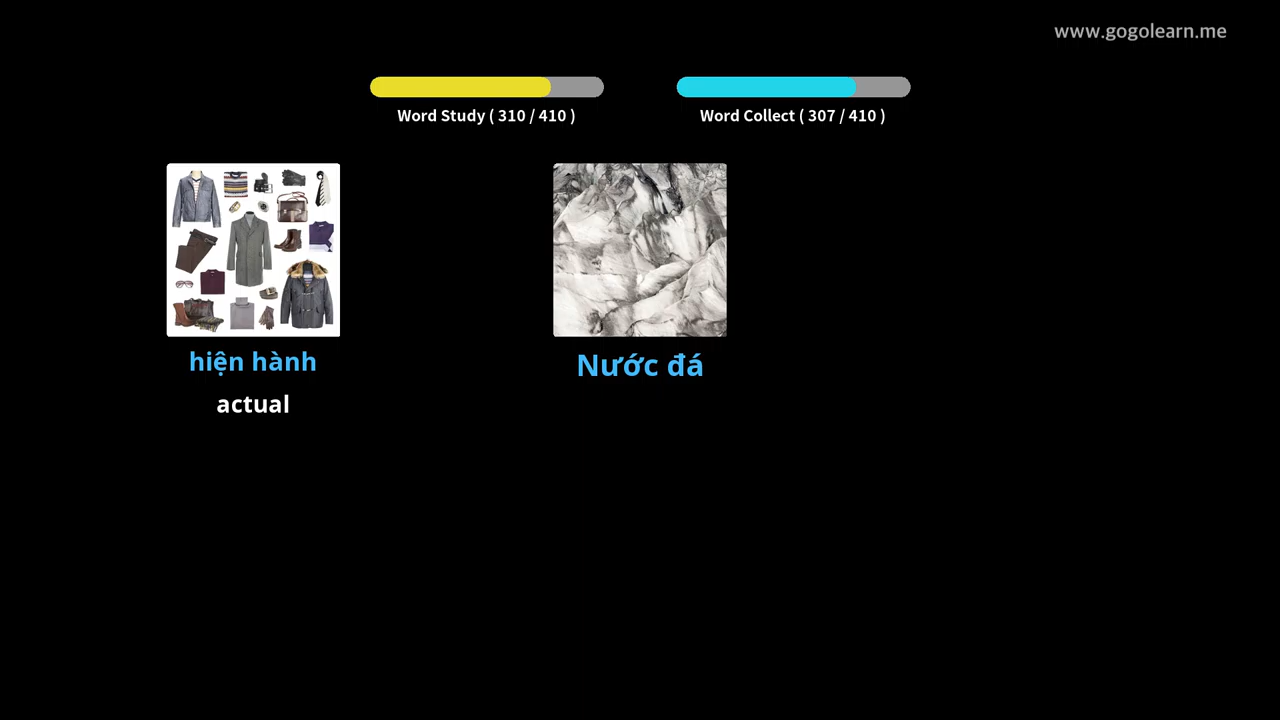 www.gogolearn.me
Word Study ( 310 / 410 )
Word Collect ( 307 / 410 )
hiện hành
actual
Nước đá